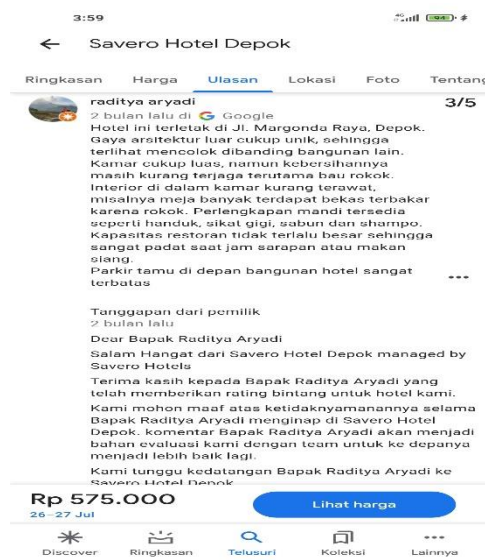 3:59
4G 94
← Savero Hotel Depok
Ringkasan Harga Ulasan Lokasi Foto Tentang
raditya aryadi 3/5
2 bulan lalu di G Google
Hotel ini terletak di Jl. Margonda Raya, Depok.
Gaya arsitektur luar cukup unik, sehingga
terlihat mencolok dibanding bangunan lain.
Kamar cukup luas, namun kebersihannya
masih kurang terjaga terutama bau rokok.
Interior di dalam kamar kurang terawat,
misalnya meja banyak terdapat bekas terbakar
karena rokok. Perlengkapan mandi tersedia
seperti handuk, sikat gigi, sabun dan shampo.
Kapasitas restoran tidak terlalu besar sehingga
sangat padat saat jam sarapan atau makan
siang.
Parkir tamu di depan bangunan hotel sangat
terbatas
Tanggapan dari pemilik
2 bulan lalu
Dear Bapak Raditya Aryadi
Salam Hangat dari Savero Hotel Depok managed by
Savero Hotels
Terima kasih kepada Bapak Raditya Aryadi yang
telah memberikan rating bintang untuk hotel kami.
Kami mohon maaf atas ketidaknyamanannya selama
Bapak Raditya Aryadi menginap di Savero Hotel
Depok. komentar Bapak Raditya Aryadi akan menjadi
bahan evaluasi kami dengan team untuk ke depanya
menjadi lebih baik lagi.
Kami tunggu kedatangan Bapak Raditya Aryadi ke
Savero Hotel Depok
Rp 575.000 Lihat harga
26–27 Jul
Discover Ringkasan Telusuri Koleksi Lainnya